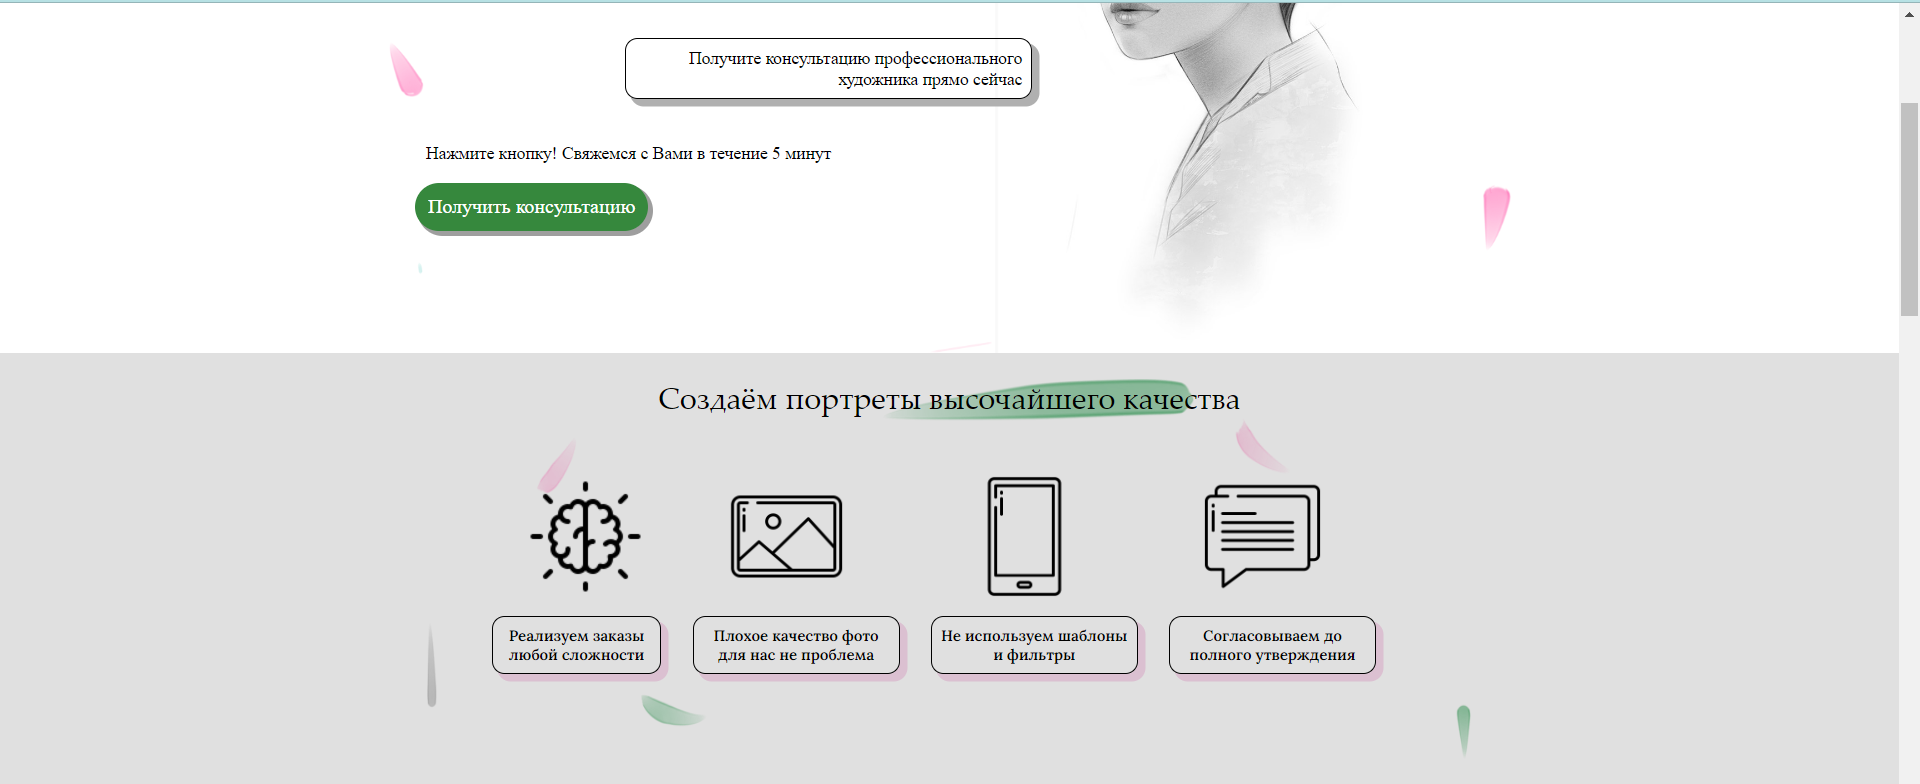 Получите консультацию профессионального
художника прямо сейчас
Нажмите кнопку! Свяжемся с Вами в течение 5 минут
Получить консультацию
Создаём портреты высочайшего качества
Реализуем заказы
любой сложности
Плохое качество фото
для нас не проблема
Не используем шаблоны
и фильтры
Согласовываем до
полного утверждения